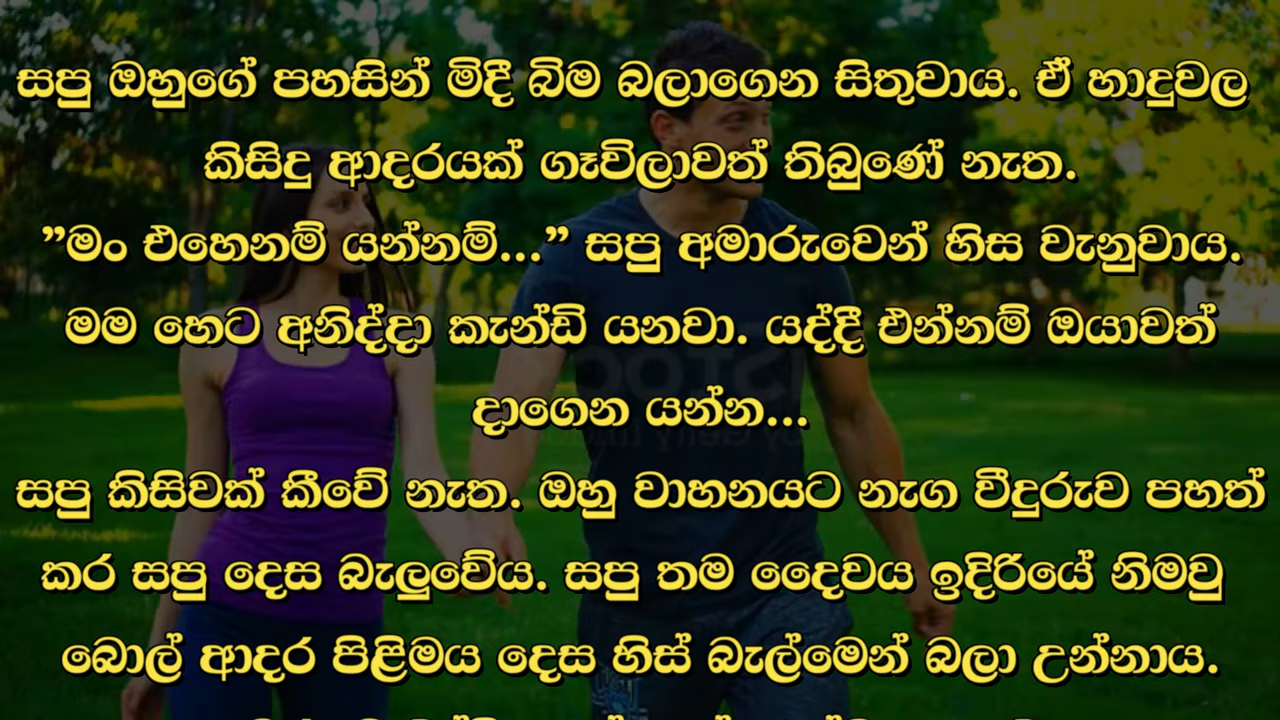 සපු ඔහුගේ පහසින් මිදී බිම බලාගෙන සිතුවාය. ඒ හාදුවල
කිසිදු ආදරයක් ගෑවිලාවත් තිබුණේ නැත.
”මං එහෙනම් යන්නම්...” සපු අමාරුවෙන් හිස වැනුවාය.
මම හෙට අනිද්දා කැන්ඩි යනවා. යද්දී එන්නම් ඔයාවත්
දාගෙන යන්න...
සපු කිසිවක් කීවේ නැත. ඔහු වාහනයට නැග වීදුරුව පහත්
කර සපු දෙස බැලුවේය. සපු තම දෛවය ඉදිරියේ නිමවු
බොල් ආදර පිළිමය දෙස හිස් බැල්මෙන් බලා උන්නාය.